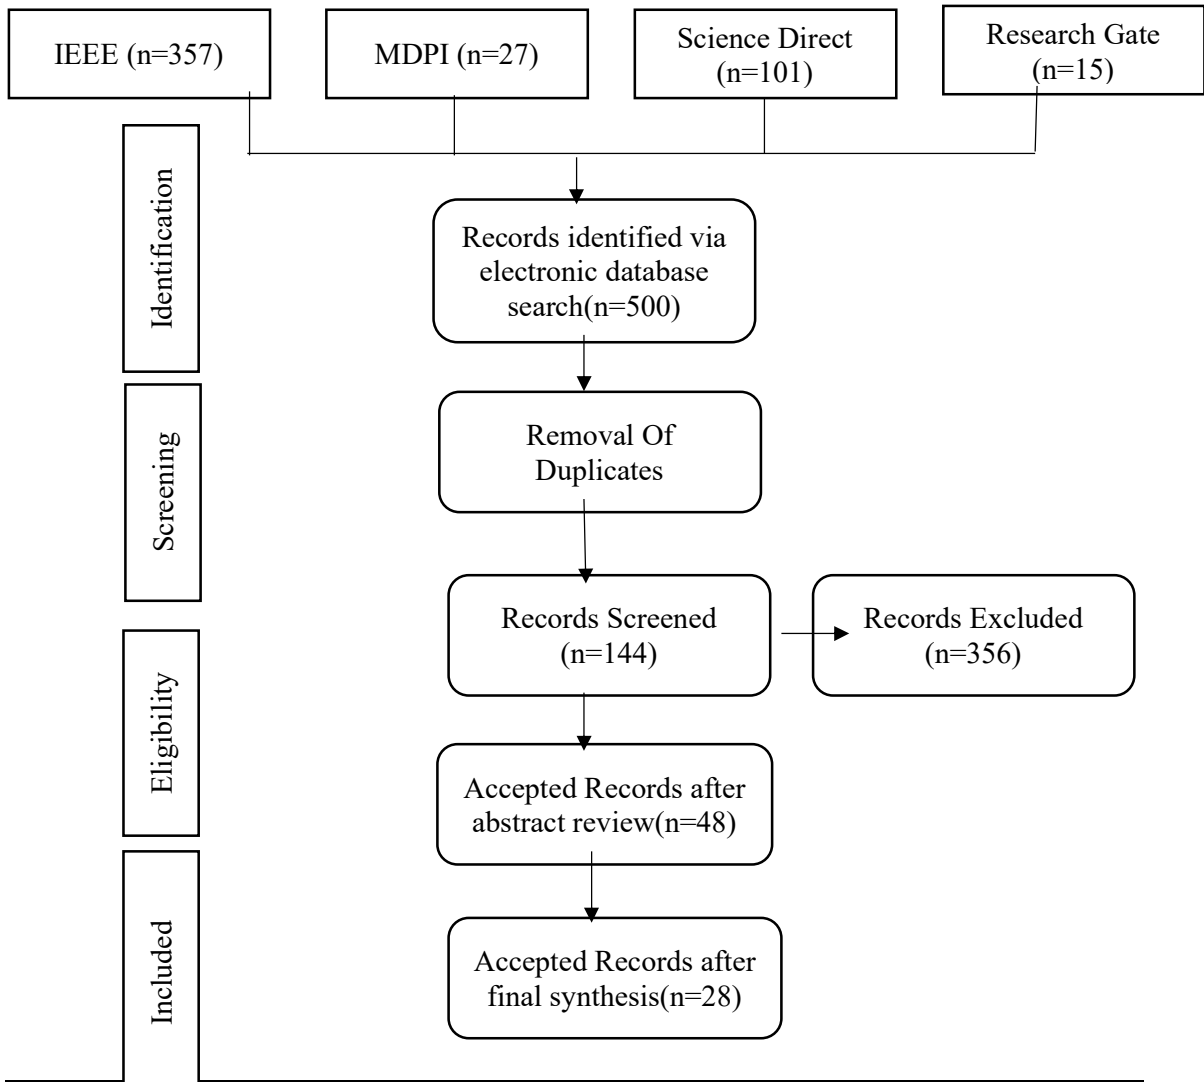 IEEE (n=357)
MDPI (n=27)
Science Direct
(n=101)
Research Gate
(n=15)
Identification
Records identified via
electronic database
search(n=500)
Screening
Removal Of
Duplicates
Records Screened
(n=144)
Records Excluded
(n=356)
Eligibility
Accepted Records after
abstract review(n=48)
Included
Accepted Records after
final synthesis(n=28)